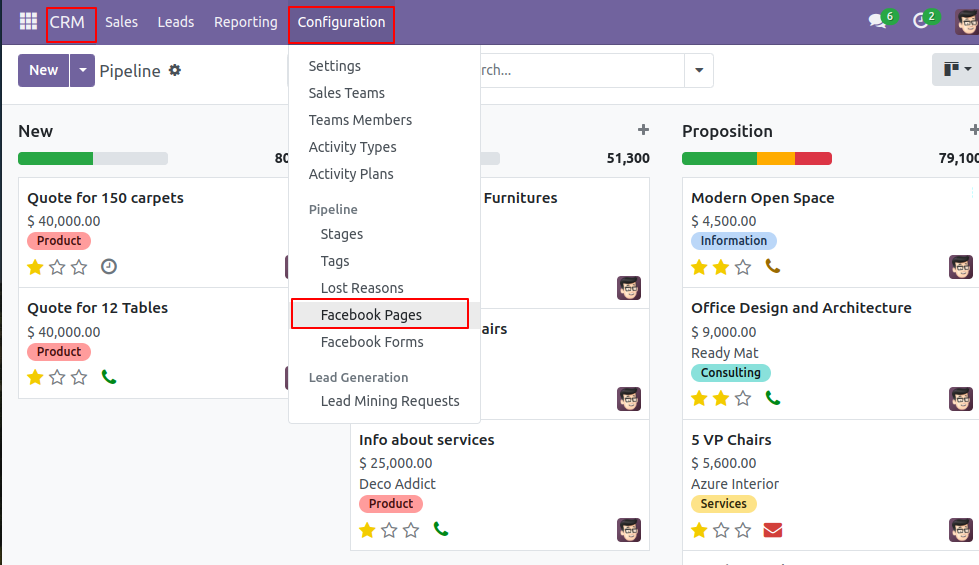 CRM Sales Leads Reporting Configuration 6 2
New Pipeline rch...
Settings
Sales Teams
Teams Members
Activity Types
Activity Plans
Pipeline
Stages
Tags
Lost Reasons
Facebook Pages
Facebook Forms
Lead Generation
Lead Mining Requests
New
80
Quote for 150 carpets
$ 40,000.00
Product
Quote for 12 Tables
$ 40,000.00
Product
51,300
Furnitures
airs
Info about services
$ 25,000.00
Deco Addict
Product
Proposition
79,100
Modern Open Space
$ 4,500.00
Information
Office Design and Architecture
$ 9,000.00
Ready Mat
Consulting
5 VP Chairs
$ 5,600.00
Azure Interior
Services